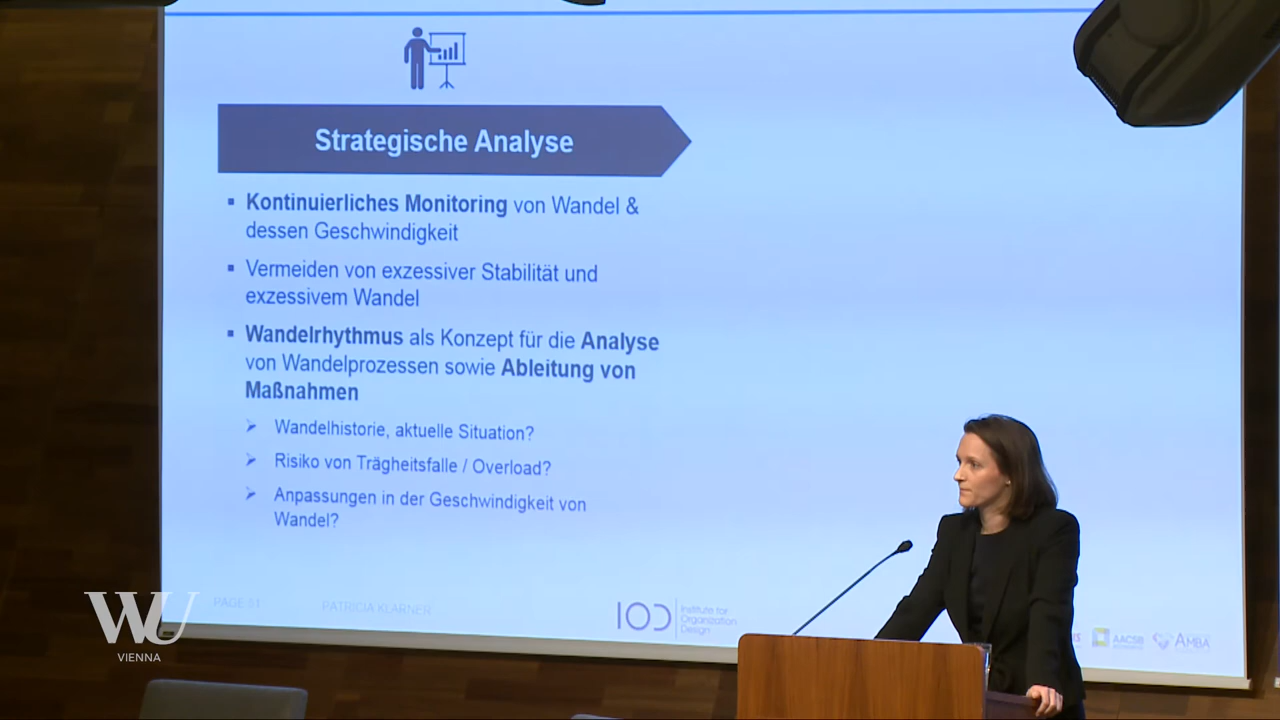 Strategische Analyse
▪ Kontinuierliches Monitoring von Wandel &
dessen Geschwindigkeit
▪ Vermeiden von exzessiver Stabilität und
exzessivem Wandel
▪ Wandelrhythmus als Konzept für die Analyse
von Wandelprozessen sowie Ableitung von
Maßnahmen
➢ Wandelhistorie, aktuelle Situation?
➢ Risiko von Trägheitsfalle / Overload?
➢ Anpassungen in der Geschwindigkeit von
Wandel?
PATRICIA KLARNER
IOD
Institute for
Organization
Design
AACSB
AMBA
WU
VIENNA